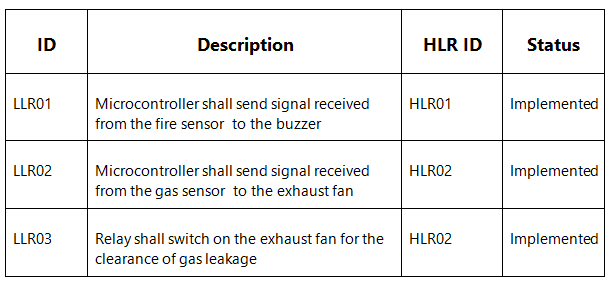 ID Description HLR ID Status
LLR01 Microcontroller shall send signal received HLR01 Implemented
from the fire sensor to the buzzer
LLR02 Microcontroller shall send signal received HLR02 Implemented
from the gas sensor to the exhaust fan
LLR03 Relay shall switch on the exhaust fan for the HLR02 Implemented
clearance of gas leakage